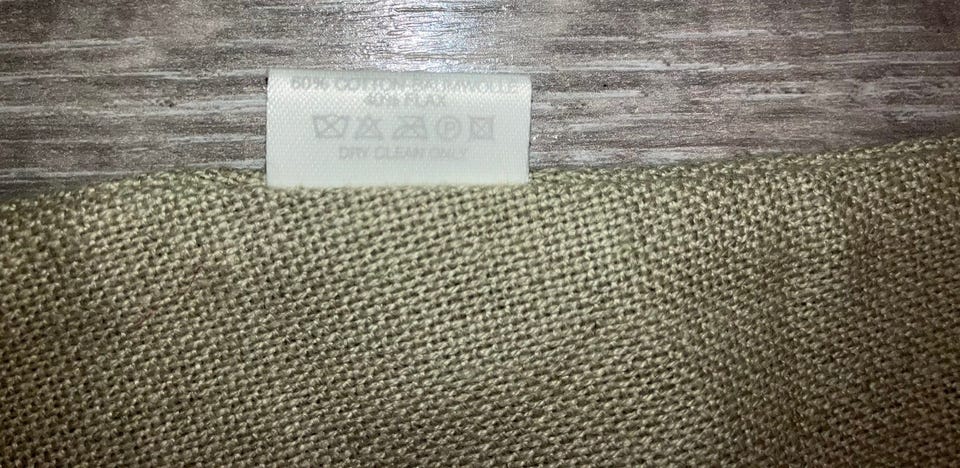 60% COTTON/BAUMWOLLE
40% FLAX
P
DRY CLEAN ONLY